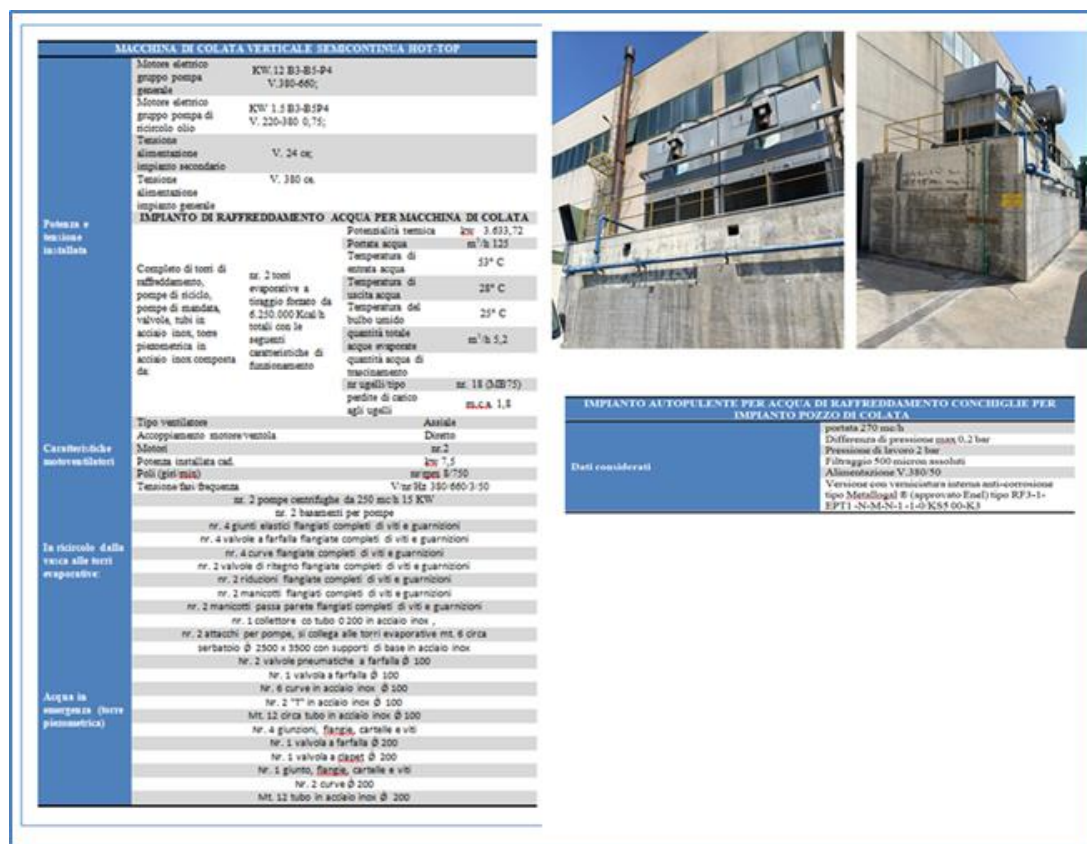 MACCHINA DI COLATA VERTICALE SEMICONTINUA HOT-TOP
Potenza e
tensione
installata
Motore elettrico
gruppo pompa
generale
KW.12 B3-B5-P4
V.380-660;
Motore elettrico
gruppo pompa di
ricircolo olio
KW 1.5 B3-B5P4
V. 220-380 0,75;
Tensione
alimentazione
impianto secondario
V. 24 ce;
Tensione
alimentazione
impianto generale
V. 380 ce.
IMPIANTO DI RAFFREDDAMENTO ACQUA PER MACCHINA DI COLATA
Completo di torri di
raffreddamento,
pompe di riciclo,
pompe di mandata,
valvole, tubi in
acciaio inox, torre
piezometrica in
acciaio inox composta
da:
nr. 2 torri
evaporative a
tiraggio forzato da
6.250.000 Kcal/h
totali con le
seguenti
caratteristiche di
funzionamento
Potenzialità termica kw 3.633,72
Portata acqua m³/h 125
Temperatura di
entrata acqua
53° C
Temperatura di
uscita acqua
28° C
Temperatura del
bulbo umido
25° C
quantità totale
acque evaporate
m³/h 5,2
quantità acqua di
trascinamento
nr ugelli/tipo nr. 18 (MB75)
perdite di carico
agli ugelli
m.c.a. 1,8
Caratteristiche
motoventilatori
Tipo ventilatore Assiale
Accoppiamento motore/ventola Diretto
Motori nr.2
Potenza installata cad. kw 7,5
Poli (giri/min) nr/rpm 8/750
Tensione/fasi frequenza V/nr/Hz 380/660/3/50
In ricircolo dalla
vasca alle torri
evaporative:
nr. 2 pompe centrifughe da 250 mc/h 15 KW
nr. 2 basamenti per pompe
nr. 4 giunti elastici flangiati completi di viti e guarnizioni
nr. 4 valvole a farfalla flangiate completi di viti e guarnizioni
nr. 4 curve flangiate completi di viti e guarnizioni
nr. 2 valvole di ritegno flangiate completi di viti e guarnizioni
nr. 2 riduzioni flangiate completi di viti e guarnizioni
nr. 2 manicotti flangiati completi di viti e guarnizioni
nr. 2 manicotti passa parete flangiati completi di viti e guarnizioni
nr. 1 collettore co tubo 0 200 in acciaio inox ,
nr. 2 attacchi per pompe, si collega alle torri evaporative mt. 6 circa
Acqua in
emergenza (torre
piezometrica)
serbatoio Ø 2500 x 3500 con supporti di base in acciaio inox
Nr. 2 valvole pneumatiche a farfalla Ø 100
Nr. 1 valvola a farfalla Ø 100
Nr. 6 curve in acciaio inox Ø 100
Nr. 2 "T" in acciaio inox Ø 100
Mt. 12 circa tubo in acciaio inox Ø 100
Nr. 4 giunzioni, flangie, cartelle e viti
Nr. 1 valvola a farfalla Ø 200
Nr. 1 valvola a clapet Ø 200
Nr. 1 giunto, flangie, cartelle e viti
Nr. 2 curve Ø 200
Mt. 12 tubo in acciaio inox Ø 200
IMPIANTO AUTOPULENTE PER ACQUA DI RAFFREDDAMENTO CONCHIGLIE PER
IMPIANTO POZZO DI COLATA
Dati considerati
portata 270 mc/h
Differenza di pressione max 0,2 bar
Pressione di lavoro 2 bar
Filtraggio 500 micron assoluti
Alimentazione V.380/50
Versione con verniciatura interna anti-corrosione
tipo Metallogal ® (approvato Enel) tipo RF3-1-
EPT1 -N-M-N-1 -1-0/KS5 00-K3